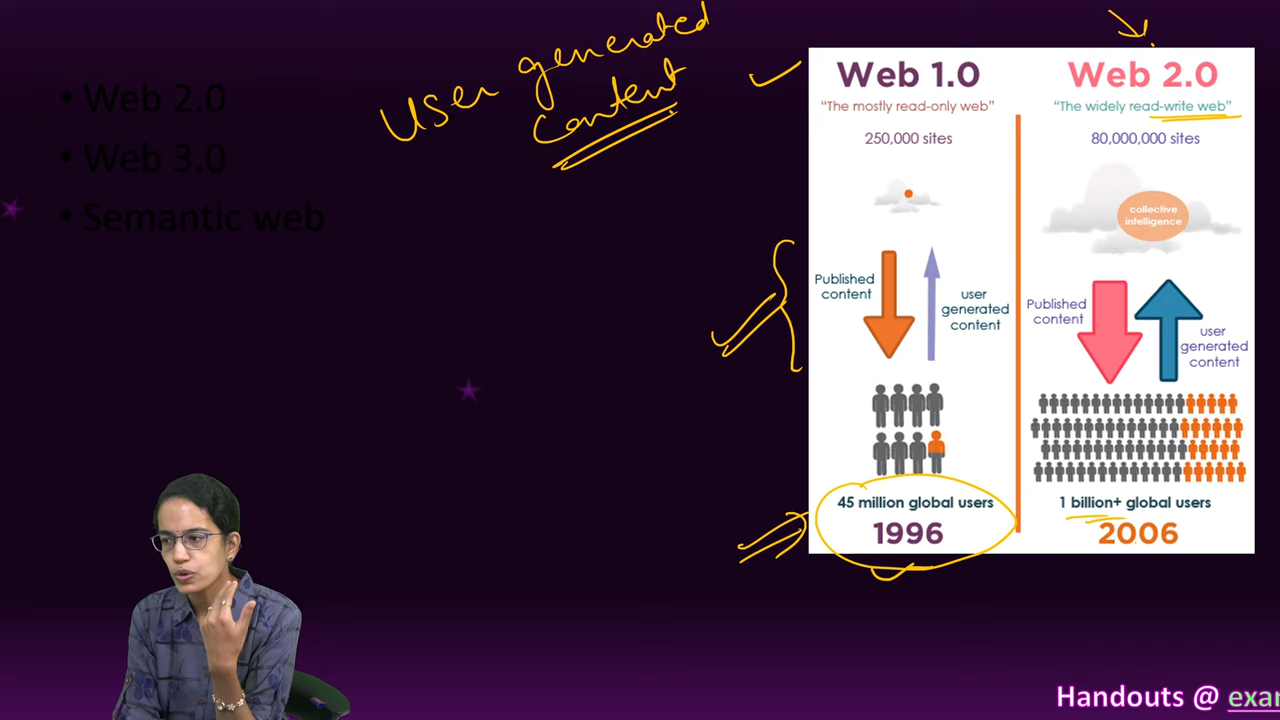 User generated
content
• Web 2.0
• Web 3.0
• Semantic web
Web 1.0
“The mostly read-only web”
250,000 sites
Published
content
user
generated
content
45 million global users
1996
Web 2.0
“The widely read-write web”
80,000,000 sites
collective
intelligence
Published
content
user
generated
content
1 billion+ global users
2006
Handouts @ exa